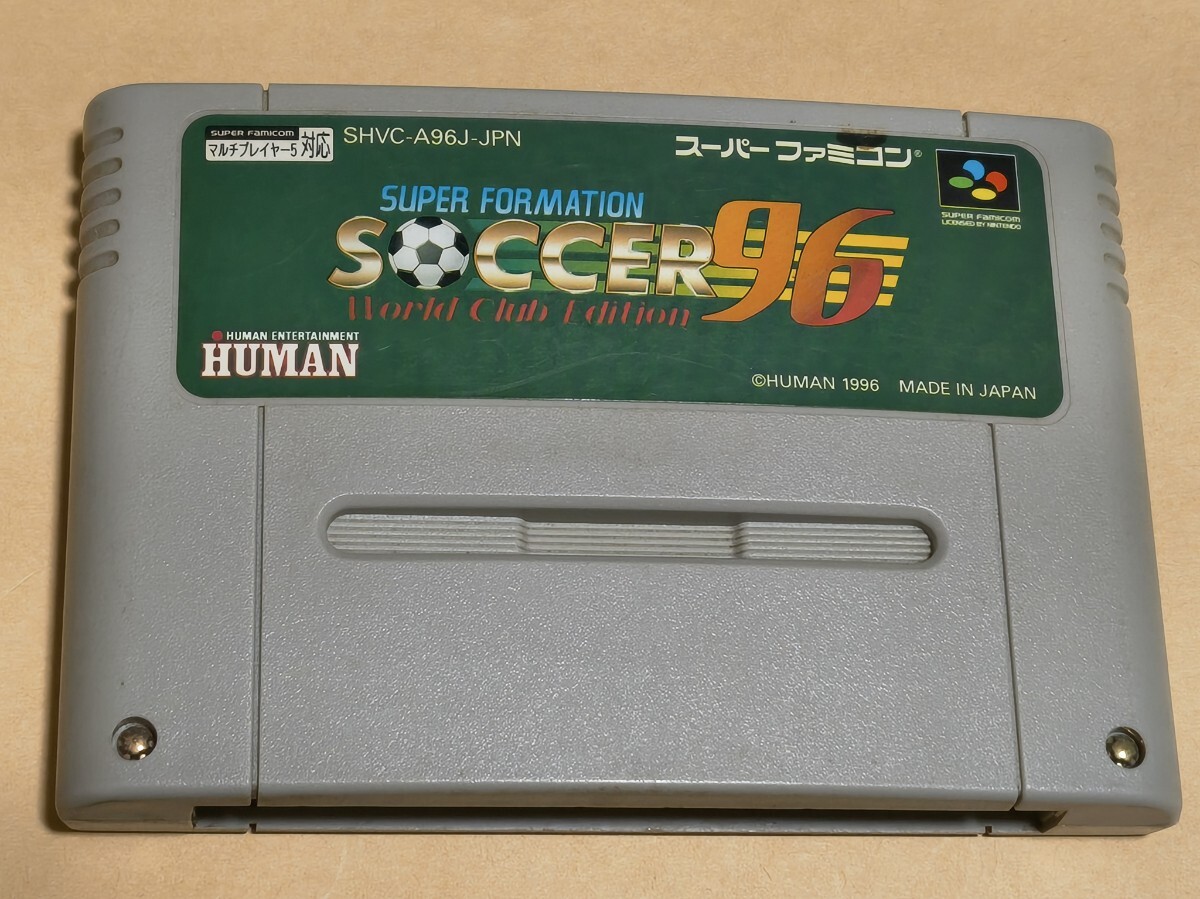 SUPER FAMICOM
マルチプレイヤー5 対応
SHVC-A96J-JPN
スーパーファミコン®
SUPER FAMICOM
LICENSED BY NINTENDO
SUPER FORMATION
SOCCER 96
World Club Edition
HUMAN ENTERTAINMENT
HUMAN
©HUMAN 1996 MADE IN JAPAN